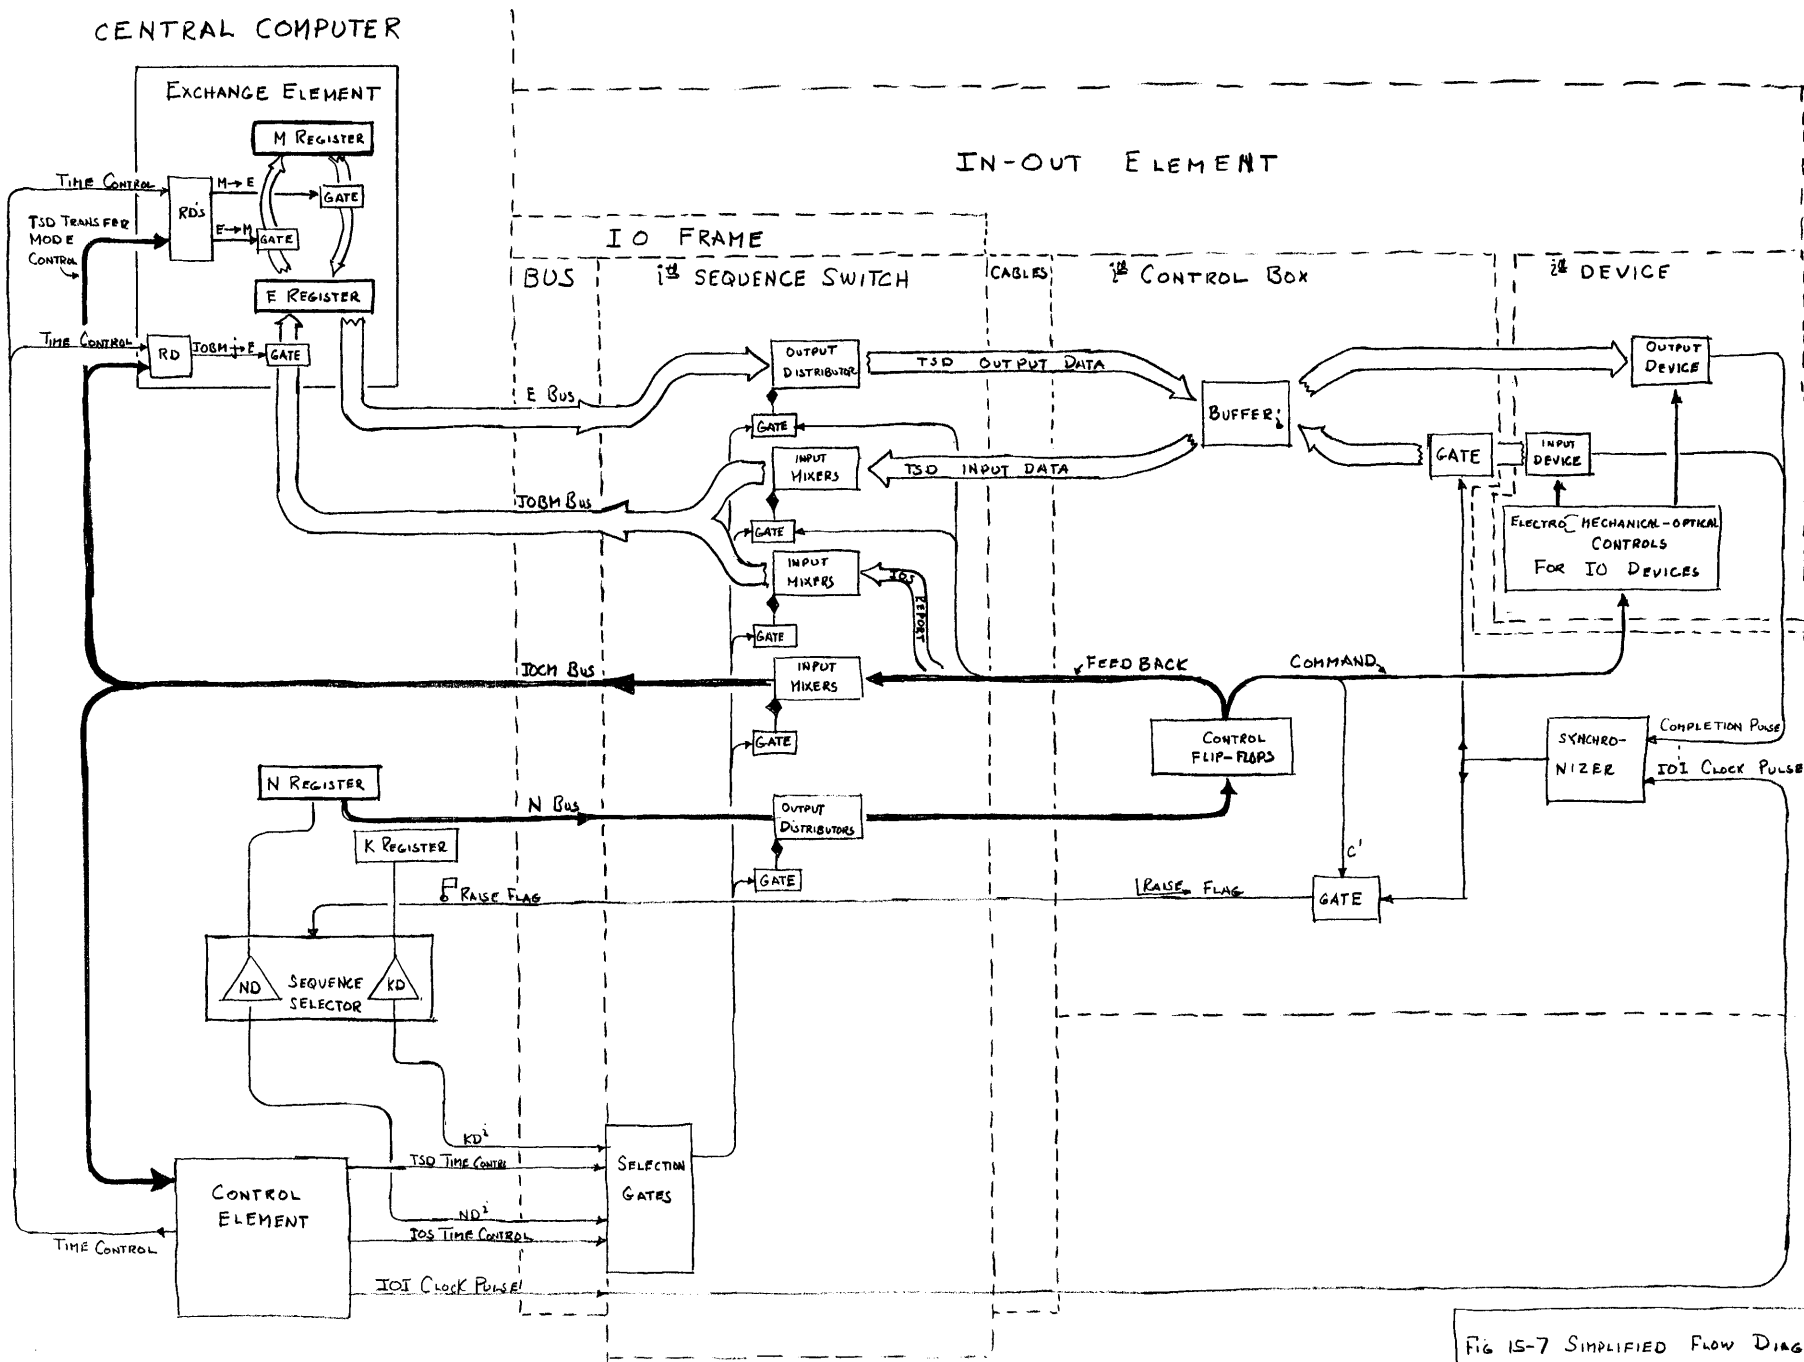 CENTRAL COMPUTER
EXCHANGE ELEMENT
M REGISTER
TIME CONTROL
M→E
RD'S
GATE
TSD TRANSFER
MODE
CONTROL
E→M
GATE
E REGISTER
TIME CONTROL
RD
IOBM j→E
GATE
IN-OUT ELEMENT
IO FRAME
BUS
ith SEQUENCE SWITCH
CABLES
ith CONTROL BOX
ith DEVICE
OUTPUT
DISTRIBUTOR
TSD OUTPUT DATA
OUTPUT
DEVICE
E BUS
GATE
BUFFER i
INPUT
MIXERS
TSD INPUT DATA
GATE
INPUT
DEVICE
IOBM BUS
GATE
ELECTRO-MECHANICAL-OPTICAL
CONTROLS
FOR IO DEVICES
INPUT
MIXERS
IOS
REPORT
GATE
IOCM BUS
INPUT
MIXERS
FEEDBACK
COMMAND
GATE
CONTROL
FLIP-FLOPS
SYNCHRO-
NIZER
COMPLETION PULSE
IOI CLOCK PULSE
N REGISTER
N BUS
OUTPUT
DISTRIBUTORS
K REGISTER
GATE
C'
RAISE FLAG
RAISE FLAG
GATE
ND
SEQUENCE
SELECTOR
KD
KD i
TSD TIME CONTROL
SELECTION
GATES
CONTROL
ELEMENT
ND i
IOS TIME CONTROL
TIME CONTROL
IOI CLOCK PULSE
FIG 15-7 SIMPLIFIED FLOW DIAG